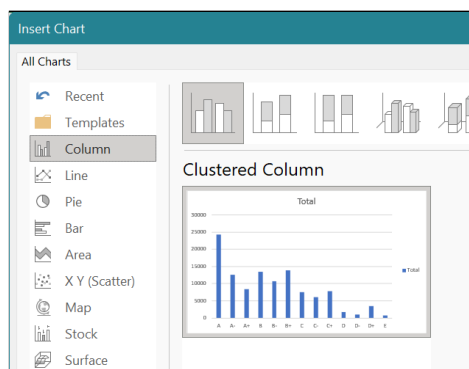 Insert Chart
All Charts
Recent
Templates
Column
Line
Pie
Bar
Area
X Y (Scatter)
Map
Stock
Surface
Clustered Column
Total
30000
25000
20000
15000
10000
5000
0
A A- A+ B B- B+ C C- C+ D D- D+ E
Total